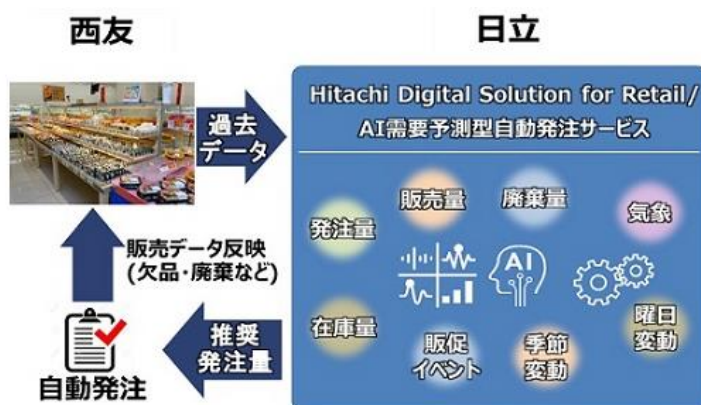 西友
日立
Hitachi Digital Solution for Retail/
AI需要予測型自動発注サービス
過去
データ
販売量
廃棄量
気象
発注量
AI
在庫量
販促
イベント
季節
変動
曜日
変動
販売データ反映
(欠品・廃棄など)
推奨
発注量
自動発注